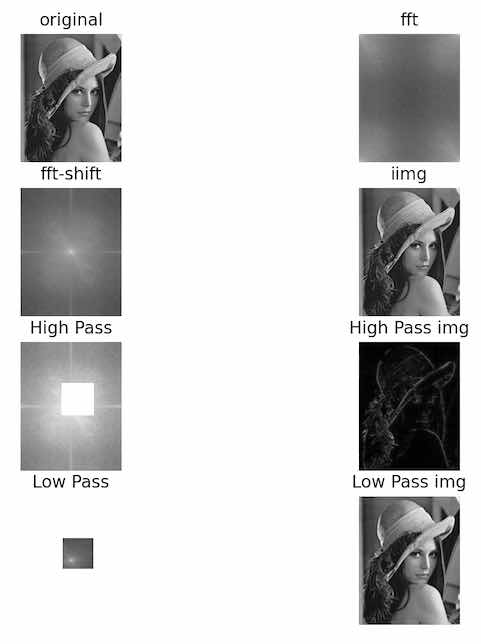 original
fft
fft-shift
iimg
High Pass
High Pass img
Low Pass
Low Pass img